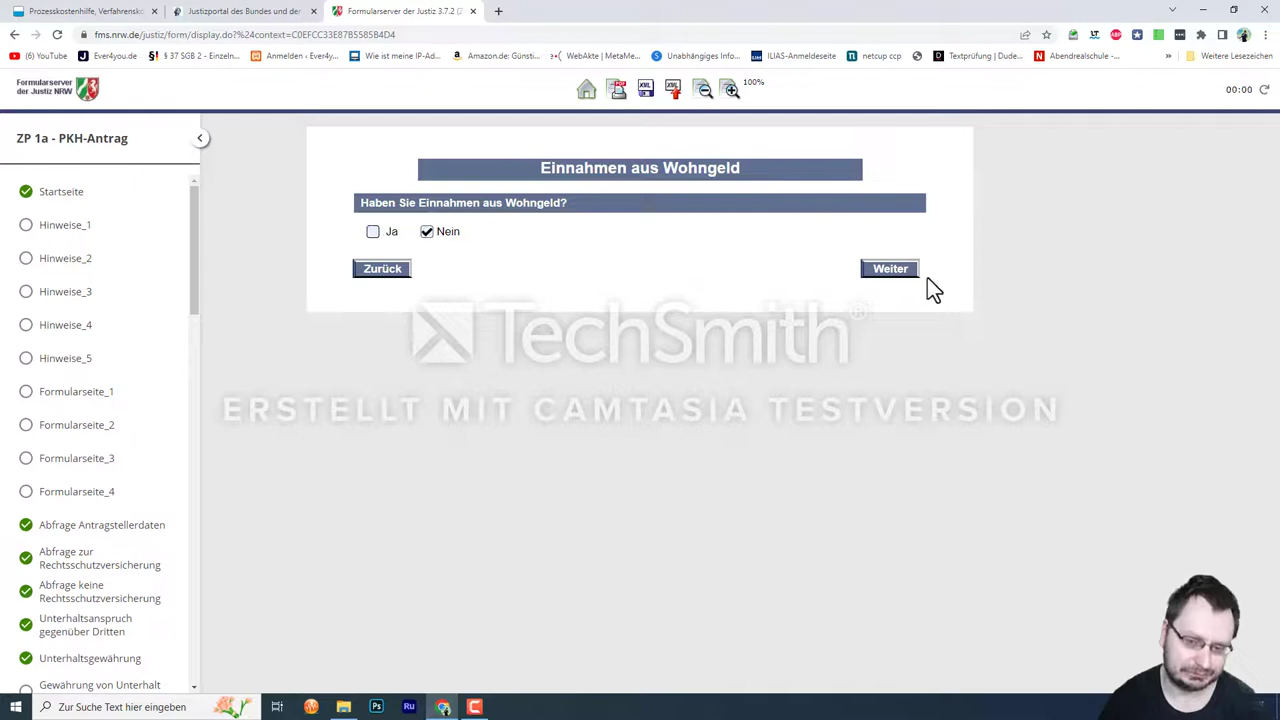 Prozesskostenhilfe, Verfahrensko
Justizportal des Bundes und der
Formularserver der Justiz 3.7.2 (
fms.nrw.de/justiz/form/display.do?%24context=C0EFCC33E87B5585B4D4
(6) YouTube
Ever4you.de
§ 37 SGB 2 - Einzeln...
Anmelden ‹ Ever4y...
Wie ist meine IP-Ad...
Amazon.de: Günsti...
WebAkte | MetaMe...
Unabhängiges Info...
ILIAS-Anmeldeseite
netcup ccp
Textprüfung | Dude...
Abendrealschule -...
Weitere Lesezeichen
Formularserver
der Justiz NRW
XML
XML
100%
00:00
ZP 1a - PKH-Antrag
Startseite
Hinweise_1
Hinweise_2
Hinweise_3
Hinweise_4
Hinweise_5
Formularseite_1
Formularseite_2
Formularseite_3
Formularseite_4
Abfrage Antragstellerdaten
Abfrage zur
Rechtsschutzversicherung
Abfrage keine
Rechtsschutzversicherung
Unterhaltsanspruch
gegenüber Dritten
Unterhaltsgewährung
Gewährung von Unterhalt
Einnahmen aus Wohngeld
Haben Sie Einnahmen aus Wohngeld?
Ja Nein
Zurück Weiter
TechSmith®
ERSTELLT MIT CAMTASIA TESTVERSION
Zur Suche Text hier eingeben
Ps
Ru